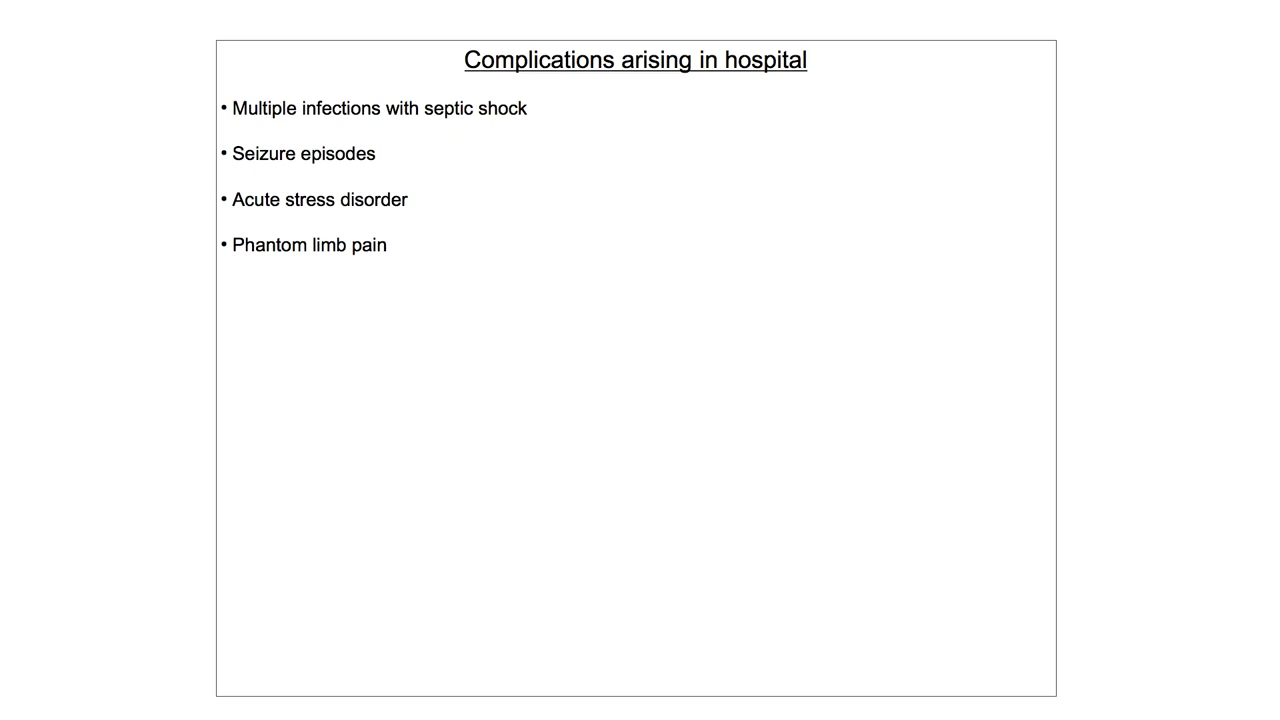 Complications arising in hospital
• Multiple infections with septic shock
• Seizure episodes
• Acute stress disorder
• Phantom limb pain